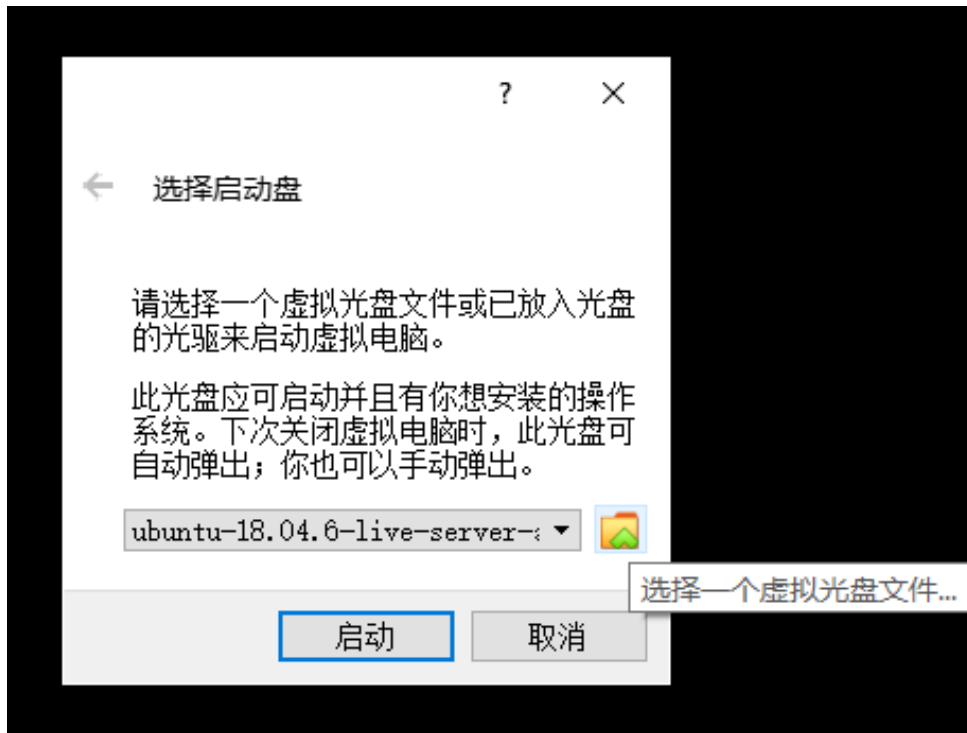 ?
选择启动盘
请选择一个虚拟光盘文件或已放入光盘
的光驱来启动虚拟电脑。
此光盘应可启动并且有你想安装的操作
系统。下次关闭虚拟电脑时，此光盘可
自动弹出；你也可以手动弹出。
ubuntu-18.04.6-live-server-
选择一个虚拟光盘文件...
启动
取消